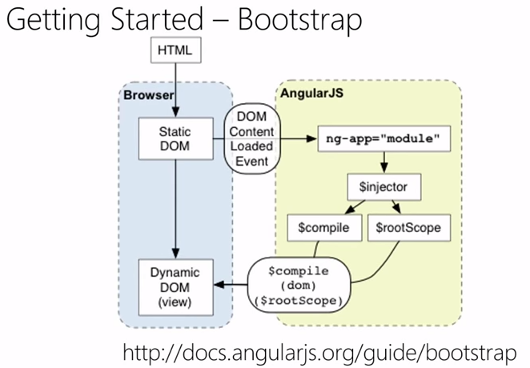 Getting Started – Bootstrap
HTML
Browser
AngularJS
Static
DOM
DOM
Content
Loaded
Event
ng-app="module"
$injector
$compile
$rootScope
Dynamic
DOM
(view)
$compile
(dom)
($rootScope)
http://docs.angularjs.org/guide/bootstrap